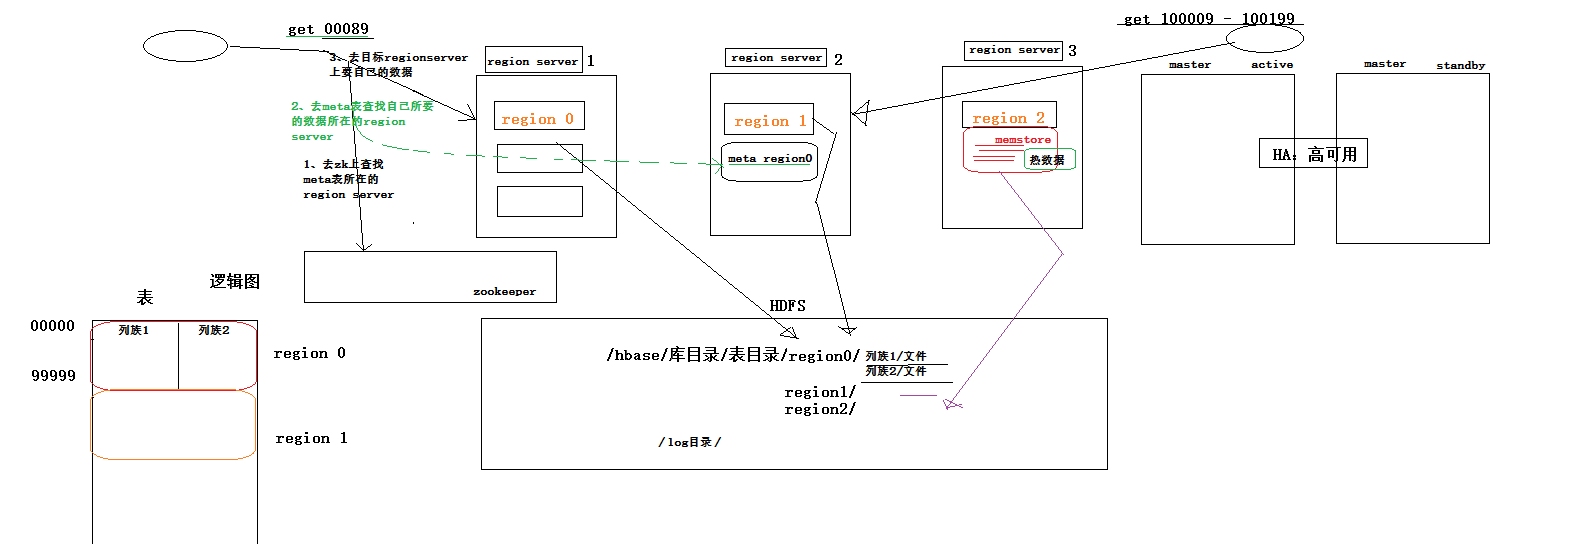 get 00089
get 100009 - 100199
3、去目标regionserver
上要自己的数据
region server 1
region server 2
region server 3
master active
master standby
2、去meta表查找自己所要
的数据所在的region
server
region 0
region 1
region 2
memstore
热数据
meta region0
HA：高可用
1、去zk上查找
meta表所在的
region server
zookeeper
逻辑图
表
HDFS
00000
列族1 列族2
region 0
99999
region 1
/hbase/库目录/表目录/region0/ 列族1/文件
列族2/文件
region1/
region2/
/log目录/